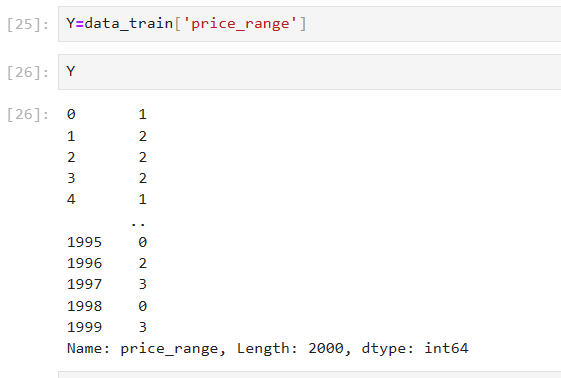 [25]: Y=data_train['price_range']
[26]: Y
[26]: 0 1
1 2
2 2
3 2
4 1
..
1995 0
1996 2
1997 3
1998 0
1999 3
Name: price_range, Length: 2000, dtype: int64